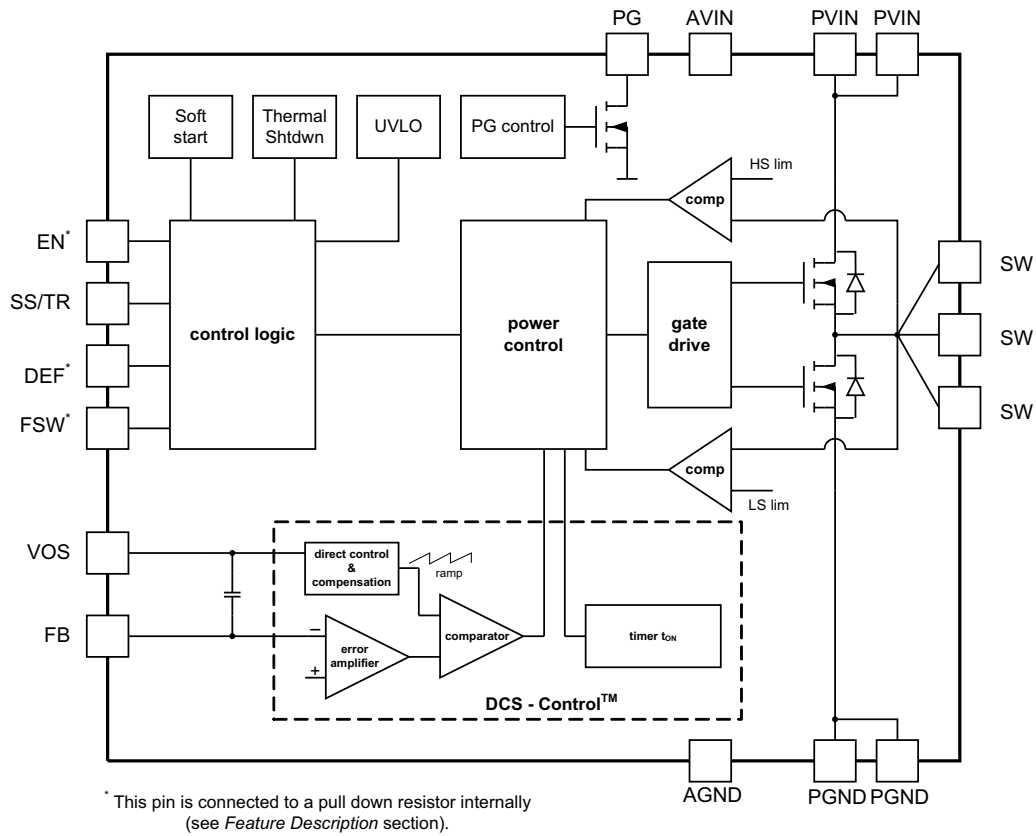 PG
AVIN
PVIN
PVIN
Soft
start
Thermal
Shtdwn
UVLO
PG control
HS lim
comp
EN*
SS/TR
DEF*
FSW*
control logic
power
control
gate
drive
SW
SW
SW
comp
LS lim
VOS
FB
direct control
&
compensation
ramp
−
+
error
amplifier
comparator
timer tON
DCS - Control™
AGND
PGND
PGND
* This pin is connected to a pull down resistor internally
(see Feature Description section).